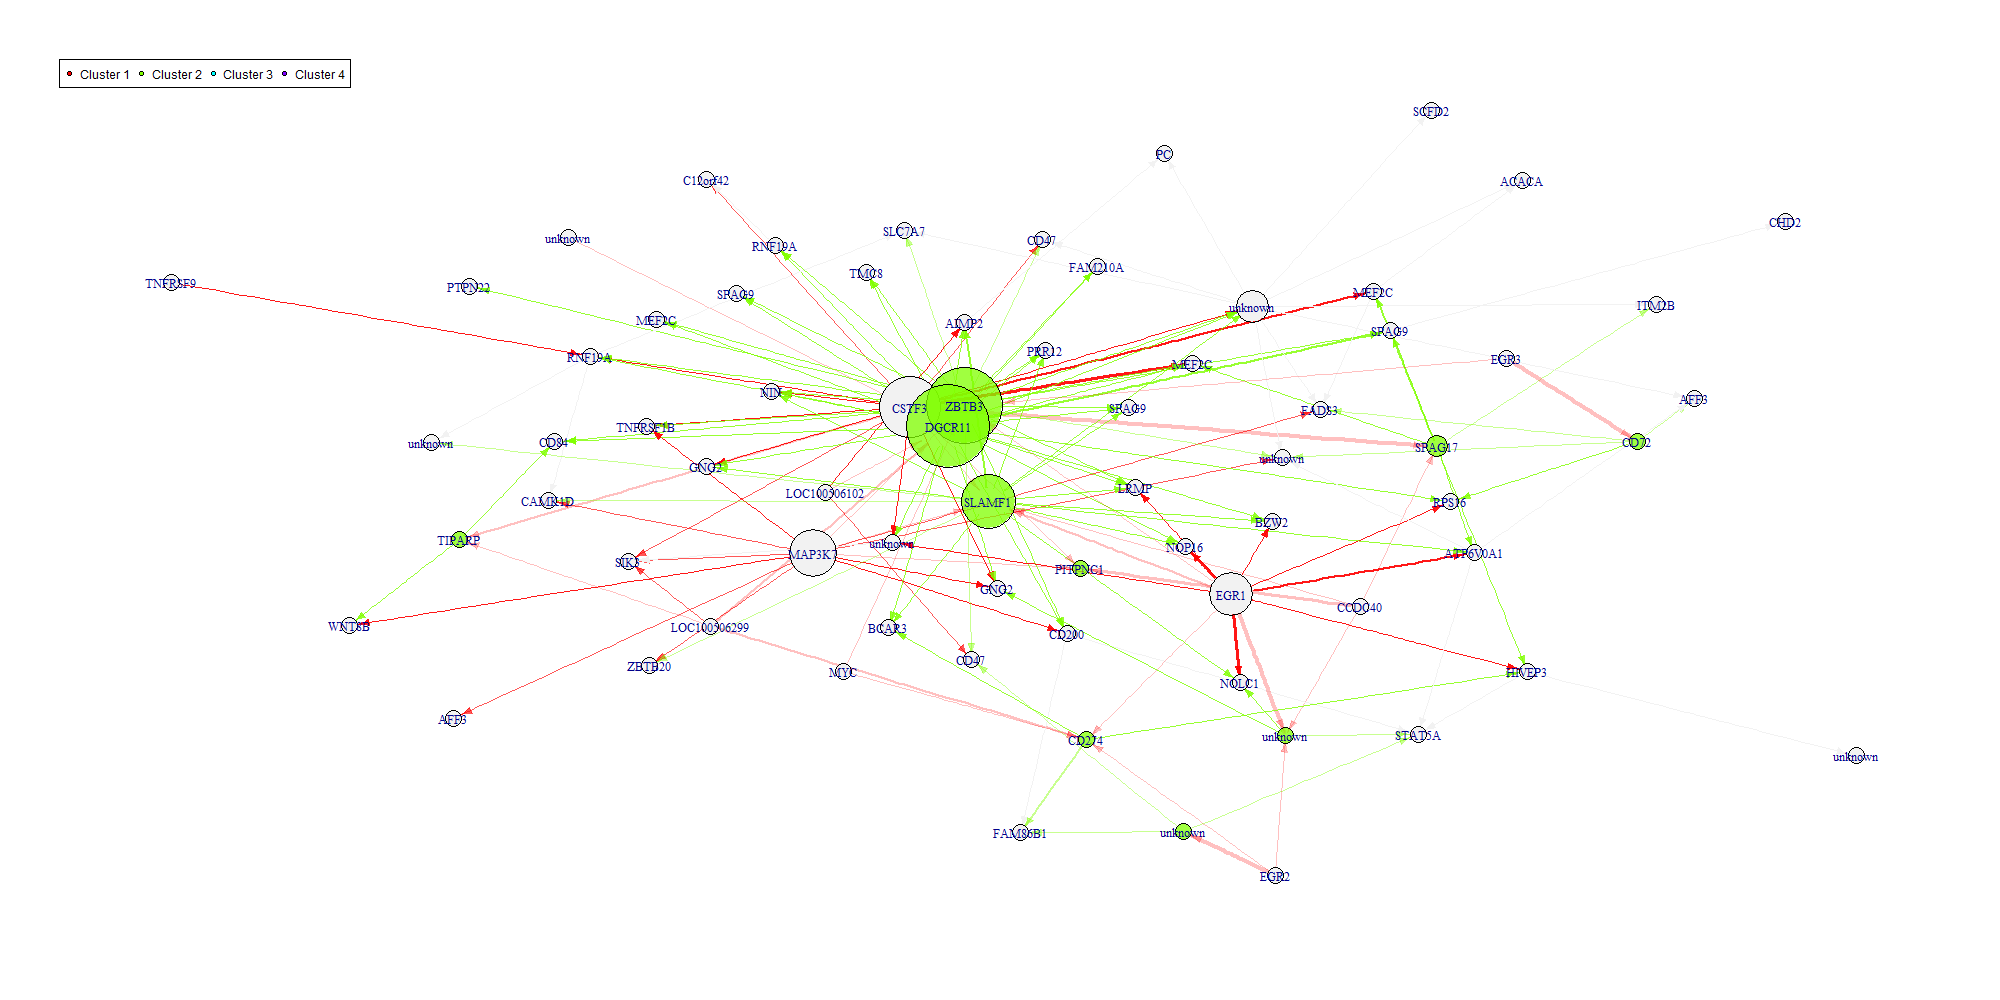 Cluster 1 Cluster 2 Cluster 3 Cluster 4
SCFD2
PC
C12orf42
ACACA
CHD2
SLC7A7
unknown
CD47
RNF19A
FAM210A
TMC8
TNFRSF9
PTPN22
SPAG9
MEF2C
ITM2B
unknown
MEF2C
AIMP2
SPAG9
PRR12
RNF19A
EGR3
MEF2C
NIN
AFF3
CSTF3
ZBTB3
SPAG9
FADS3
TNFRSF1B
DGCR11
unknown
CD84
CD72
SPAG17
unknown
GNG2
LRMP
LOC100506102
CAMK1D
SLAMF1
RPS16
BZW2
TIPARP
unknown
NOP16
MAP3K7
ATP6V0A1
SIK3
PITPNC1
GNG2
EGR1
CCDC40
WNT8B
LOC100506299
BCAR3
CD200
CD47
ZBTB20
MYC
HIVEP3
NOLC1
AFF3
STAT5A
unknown
CD274
unknown
FAM86B1
unknown
EGR2